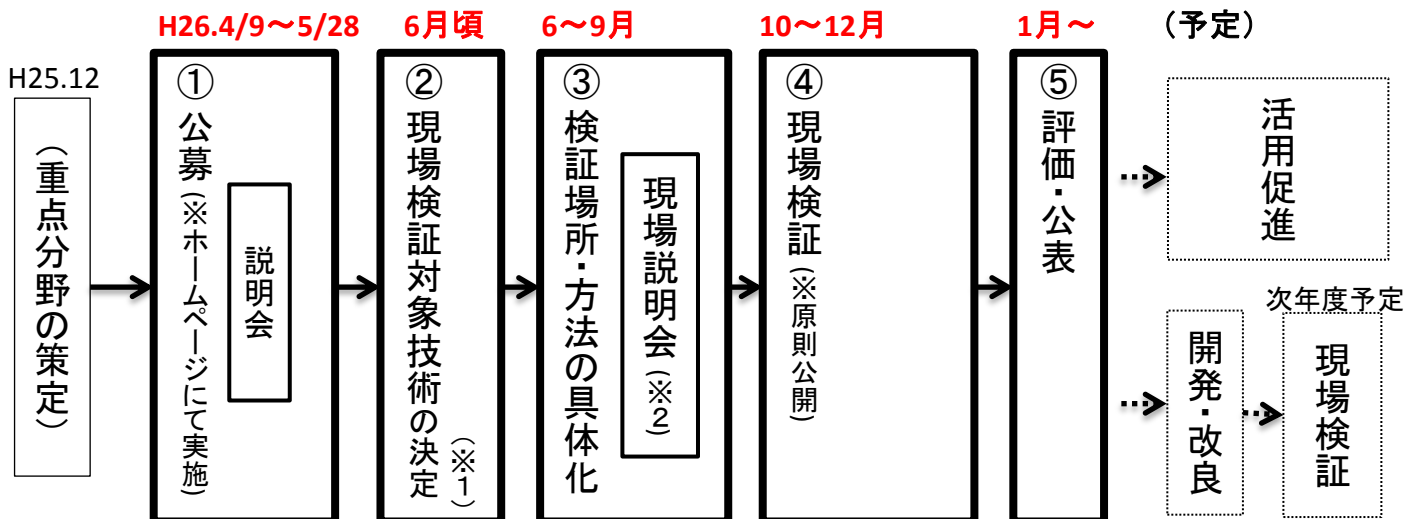 H25.12
(重点分野の策定)
H26.4/9～5/28
①公募(※ホームページにて実施)
説明会
6月頃
②現場検証対象技術の決定
(※1)
6～9月
③検証場所・方法の具体化
現場説明会(※2)
10～12月
④現場検証(※原則公開)
1月～
⑤評価・公表
(予定)
活用促進
開発・改良
次年度予定
現場検証